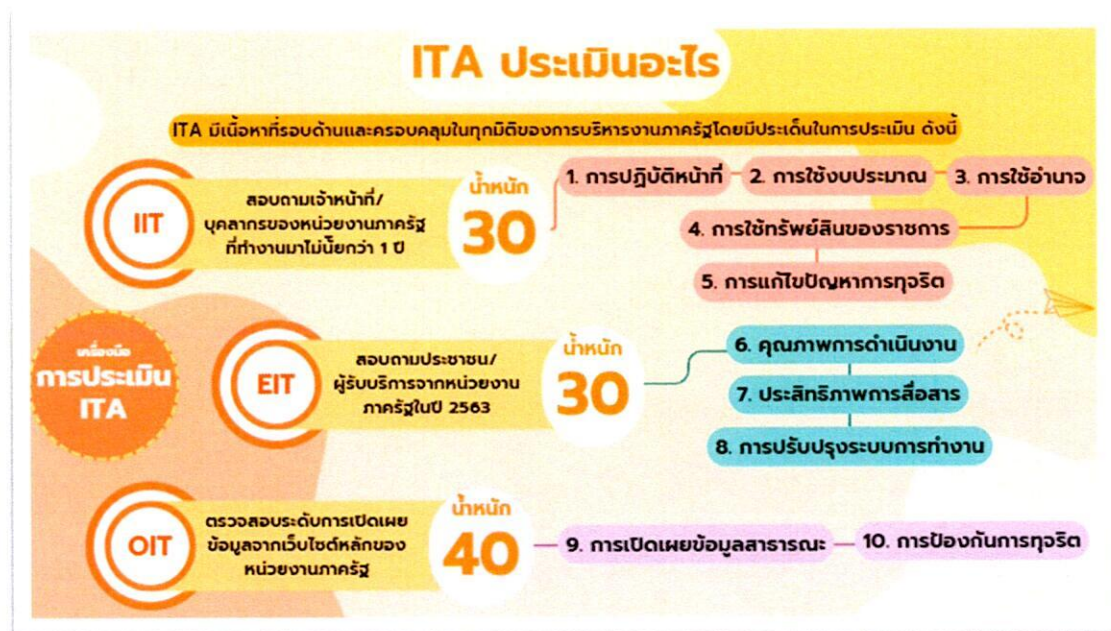 ITA ประเมินอะไร
ITA มีเนื้อหาที่รอบด้านและครอบคลุมในทุกมิติของการบริหารงานภาครัฐโดยมีประเด็นในการประเมิน ดังนี้
เครื่องมือ
การประเมิน
ITA
IIT
สอบถามเจ้าหน้าที่/
บุคลากรของหน่วยงานภาครัฐ
ที่ทำงานมาไม่น้ัยกว่า 1 ปี
น้ำหนัก
30
1. การปฏิบัติหน้าที่
2. การใช้งบประมาณ
3. การใช้อำนาจ
4. การใช้ทรัพย์สินของราชการ
5. การแก้ไขปัญหาการทุจริต
EIT
สอบถามประชาชน/
ผู้รับบริการจากหน่วยงาน
ภาครัฐในปี 2563
น้ำหนัก
30
6. คุณภาพการดำเนินงาน
7. ประสิทธิภาพการสื่อสาร
8. การปรับปรุงระบบการทำงาน
OIT
ตรวจสอบระดับการเปิดเผย
ข้อมูลจากเว็บไซต์หลักของ
หน่วยงานภาครัฐ
น้ำหนัก
40
9. การเปิดเผยข้อมูลสาธารณะ
10. การป้องกันการทุจริต